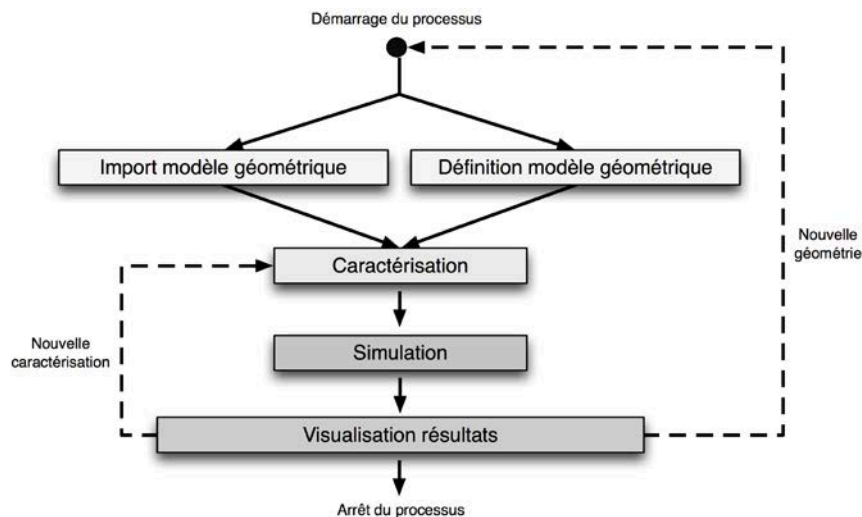 Démarrage du processus
Import modèle géométrique
Définition modèle géométrique
Nouvelle
géométrie
Caractérisation
Nouvelle
caractérisation
Simulation
Visualisation résultats
Arrêt du processus